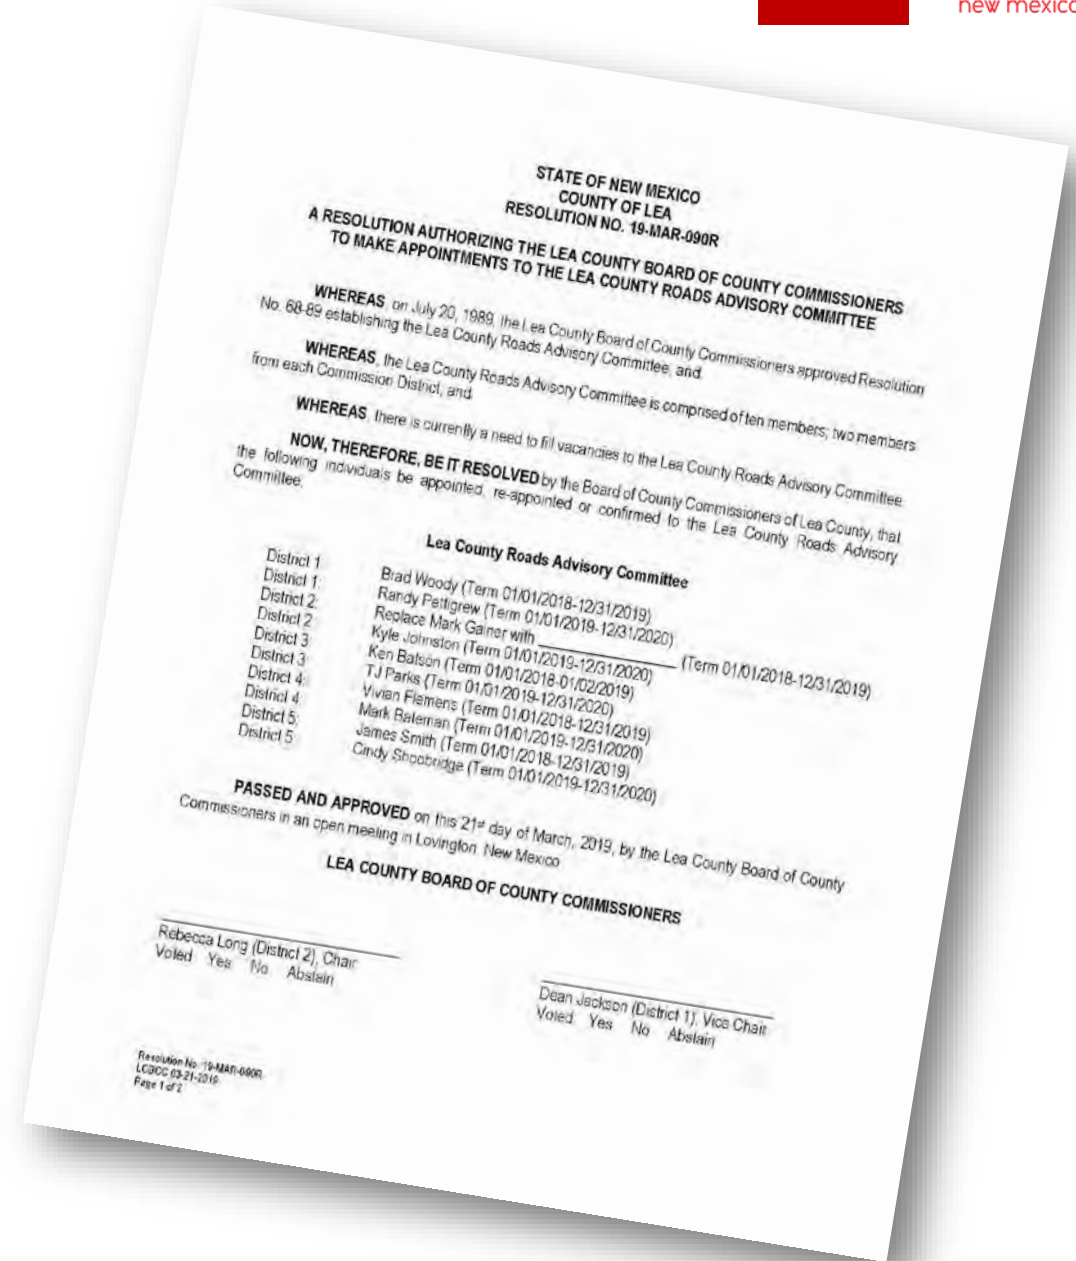 new mexico
STATE OF NEW MEXICO
COUNTY OF LEA
RESOLUTION NO. 19-MAR-090R
A RESOLUTION AUTHORIZING THE LEA COUNTY BOARD OF COUNTY COMMISSIONERS
TO MAKE APPOINTMENTS TO THE LEA COUNTY ROADS ADVISORY COMMITTEE
WHEREAS, on July 20, 1989, the Lea County Board of County Commissioners approved Resolution
No. 68-89 establishing the Lea County Roads Advisory Committee, and
WHEREAS, the Lea County Roads Advisory Committee is comprised of ten members; two members
from each Commission District, and
WHEREAS, there is currently a need to fill vacancies to the Lea County Roads Advisory Committee
NOW, THEREFORE, BE IT RESOLVED by the Board of County Commissioners of Lea County, that
the following individuals be appointed, re-appointed or confirmed to the Lea County Roads Advisory
Committee:
Lea County Roads Advisory Committee
District 1: Brad Woody (Term 01/01/2018-12/31/2019)
District 1: Randy Pettigrew (Term 01/01/2019-12/31/2020)
District 2: Replace Mark Gainer with ________________ (Term 01/01/2018-12/31/2019)
District 2: Kyle Johnston (Term 01/01/2019-12/31/2020)
District 3: Ken Batson (Term 01/01/2018-01/02/2019)
District 3: TJ Parks (Term 01/01/2019-12/31/2020)
District 4: Vivian Flemens (Term 01/01/2018-12/31/2019)
District 4: Mark Bateman (Term 01/01/2019-12/31/2020)
District 5: James Smith (Term 01/01/2018-12/31/2019)
District 5: Cindy Shoobridge (Term 01/01/2019-12/31/2020)
PASSED AND APPROVED on this 21st day of March, 2019, by the Lea County Board of County
Commissioners in an open meeting in Lovington, New Mexico
LEA COUNTY BOARD OF COUNTY COMMISSIONERS
Rebecca Long (District 2), Chair
Voted: Yes No Abstain
Dean Jackson (District 1), Vice Chair
Voted: Yes No Abstain
Resolution No. 19-MAR-090R
LCBCC 03-21-2019
Page 1 of 2